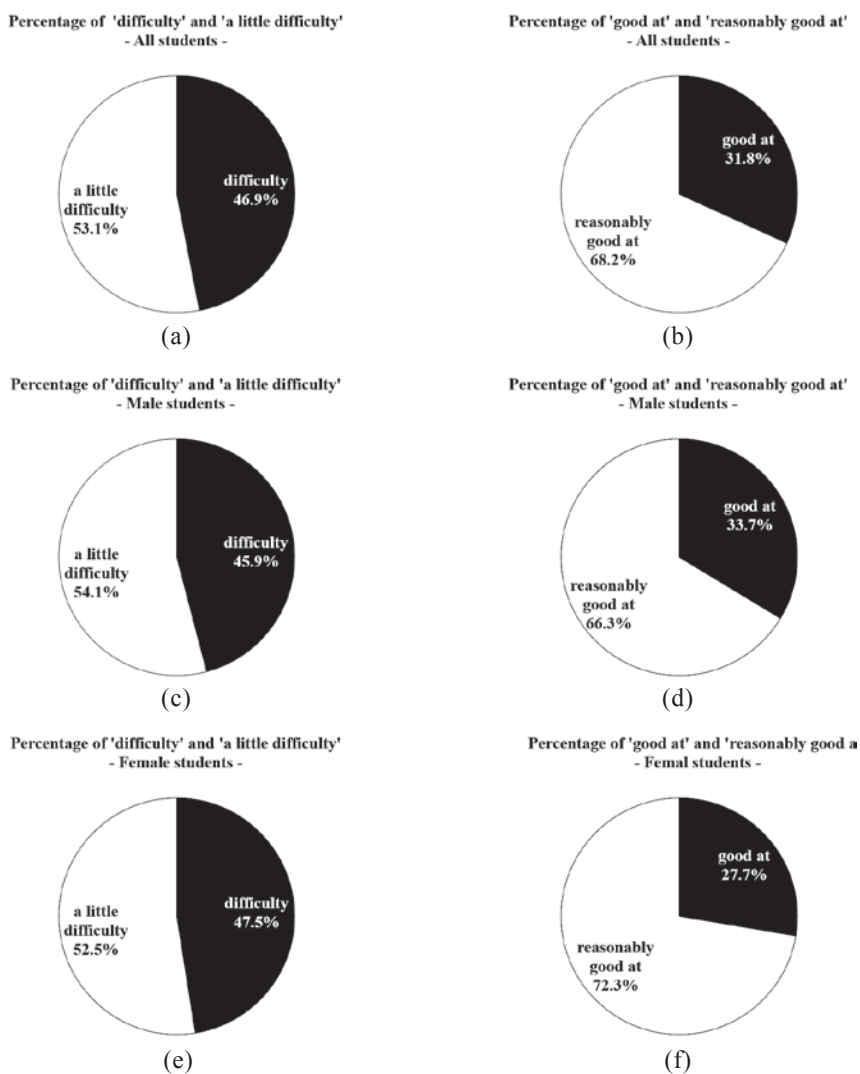 Percentage of 'difficulty' and 'a little difficulty'
- All students -
a little
difficulty
53.1%
difficulty
46.9%
(a)
Percentage of 'good at' and 'reasonably good at'
- All students -
good at
31.8%
reasonably
good at
68.2%
(b)
Percentage of 'difficulty' and 'a little difficulty'
- Male students -
difficulty
45.9%
a little
difficulty
54.1%
(c)
Percentage of 'good at' and 'reasonably good at'
- Male students -
good at
33.7%
reasonably
good at
66.3%
(d)
Percentage of 'difficulty' and 'a little difficulty'
- Female students -
difficulty
47.5%
a little
difficulty
52.5%
(e)
Percentage of 'good at' and 'reasonably good a
- Femal students -
good at
27.7%
reasonably
good at
72.3%
(f)